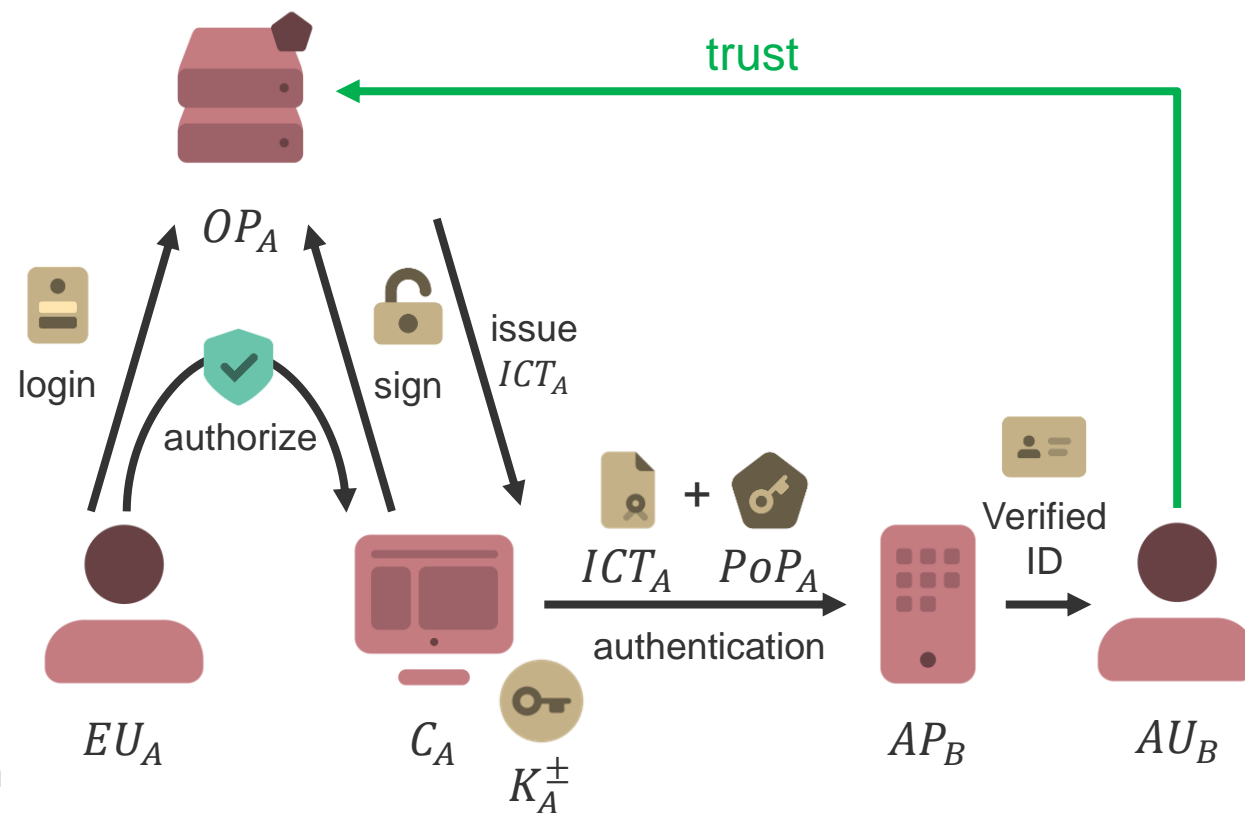 trust
OP_A
login
authorize
sign
issue
ICT_A
ICT_A + PoP_A
authentication
Verified
ID
EU_A
C_A
K_A^±
AP_B
AU_B